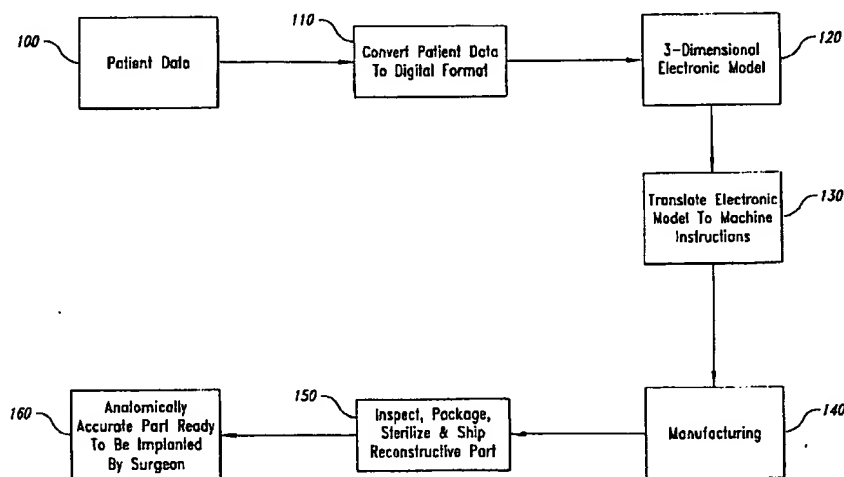 100
Patient Data
110
Convert Patient Data
To Digital Format
120
3-Dimensional
Electronic Model
130
Translate Electronic
Model To Machine
Instructions
140
Manufacturing
150
Inspect, Package,
Sterilize & Ship
Reconstructive Part
160
Anatomically
Accurate Part Ready
To Be Implanted
By Surgeon